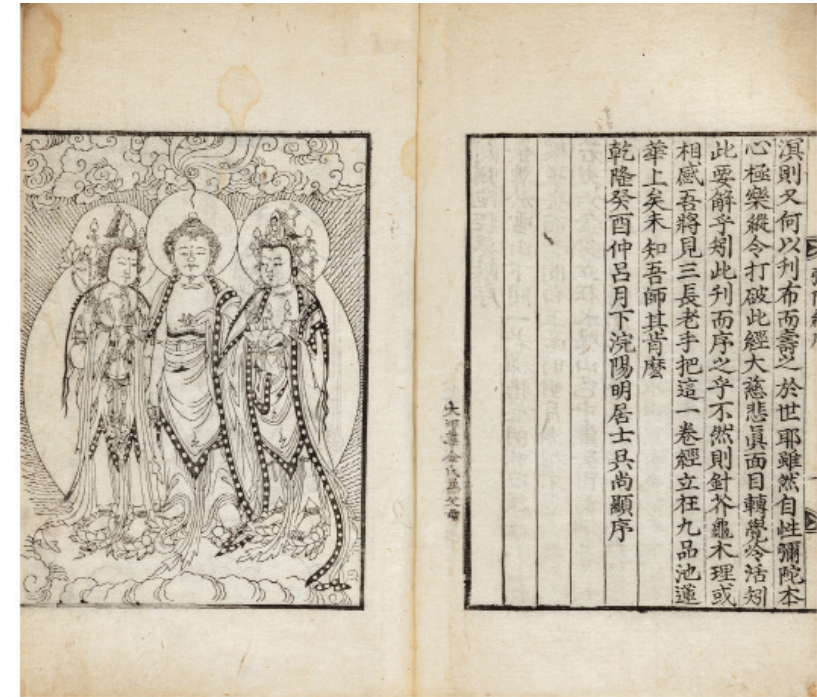 溟則又何以刋布而壽之於世耶雖然自性彌陀本
心極樂縱令打破此經大慈悲眞面目轉覺冷活矧
此要解乎矧此刋而序之乎不然則針芥龜木理或
相感吾將見三長老手把這一卷經立在九品池蓮
華上矣未知吾師其肯麽
乾隆癸酉仲呂月下浣陽明居士具尚顯序